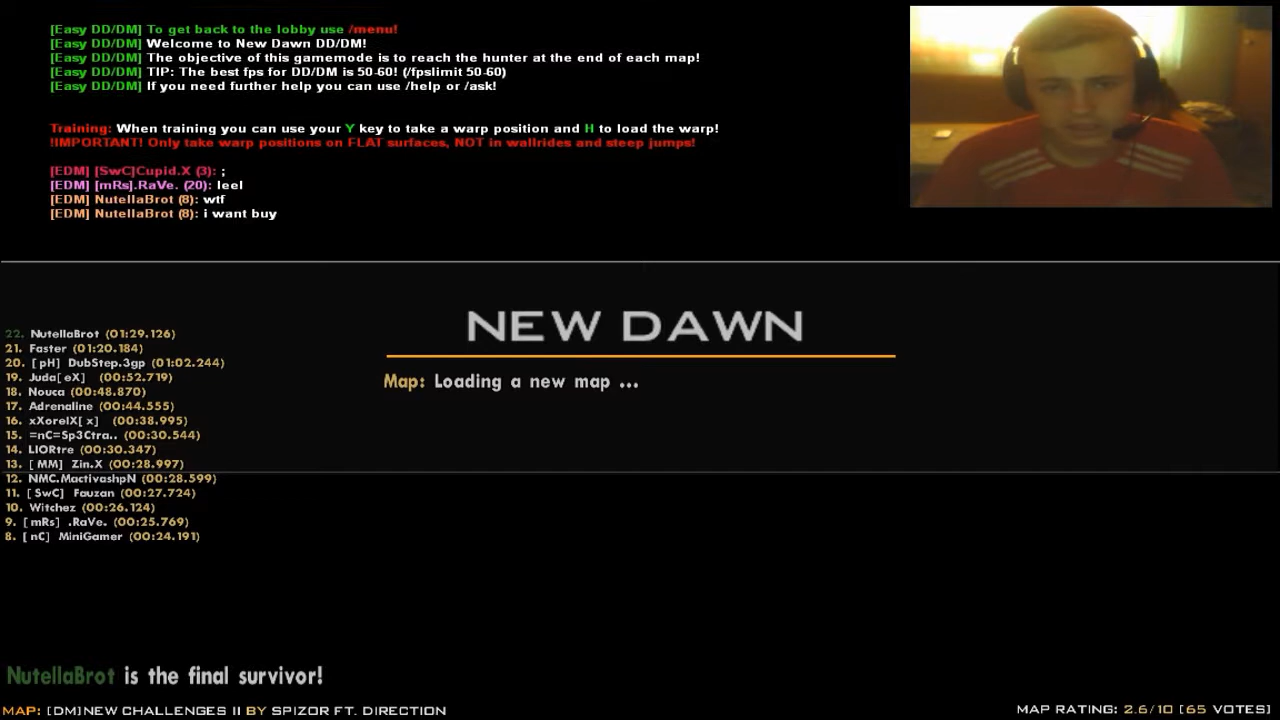 [Easy DD/DM] To get back to the lobby use /menu!
[Easy DD/DM] Welcome to New Dawn DD/DM!
[Easy DD/DM] The objective of this gamemode is to reach the hunter at the end of each map!
[Easy DD/DM] TIP: The best fps for DD/DM is 50-60! (/fpslimit 50-60)
[Easy DD/DM] If you need further help you can use /help or /ask!
Training: When training you can use your Y key to take a warp position and H to load the warp!
!IMPORTANT! Only take warp positions on FLAT surfaces, NOT in wallrides and steep jumps!
[EDM] [SwC]Cupid.X (3): ;
[EDM] [mRs].RaVe. (20): leel
[EDM] NutellaBrot (8): wtf
[EDM] NutellaBrot (8): i want buy
NEW DAWN
Map: Loading a new map ...
22. NutellaBrot (01:29.126)
21. Faster (01:20.184)
20. [pH] DubStep.3gp (01:02.244)
19. Juda[eX] (00:52.719)
18. Nouca (00:48.870)
17. Adrenaline (00:44.555)
16. xXorelX[x] (00:38.995)
15. =nC=Sp3Ctra.. (00:30.544)
14. LIORtre (00:30.347)
13. [MM] Zin.X (00:28.997)
12. NMC.MactivashpN (00:28.599)
11. [SwC] Fauzan (00:27.724)
10. Witchez (00:26.124)
9. [mRs] .RaVe. (00:25.769)
8. [nC] MiniGamer (00:24.191)
NutellaBrot is the final survivor!
MAP: [DM]NEW CHALLENGES II BY SPIZOR FT. DIRECTION
MAP RATING: 2.6/10 [65 VOTES]